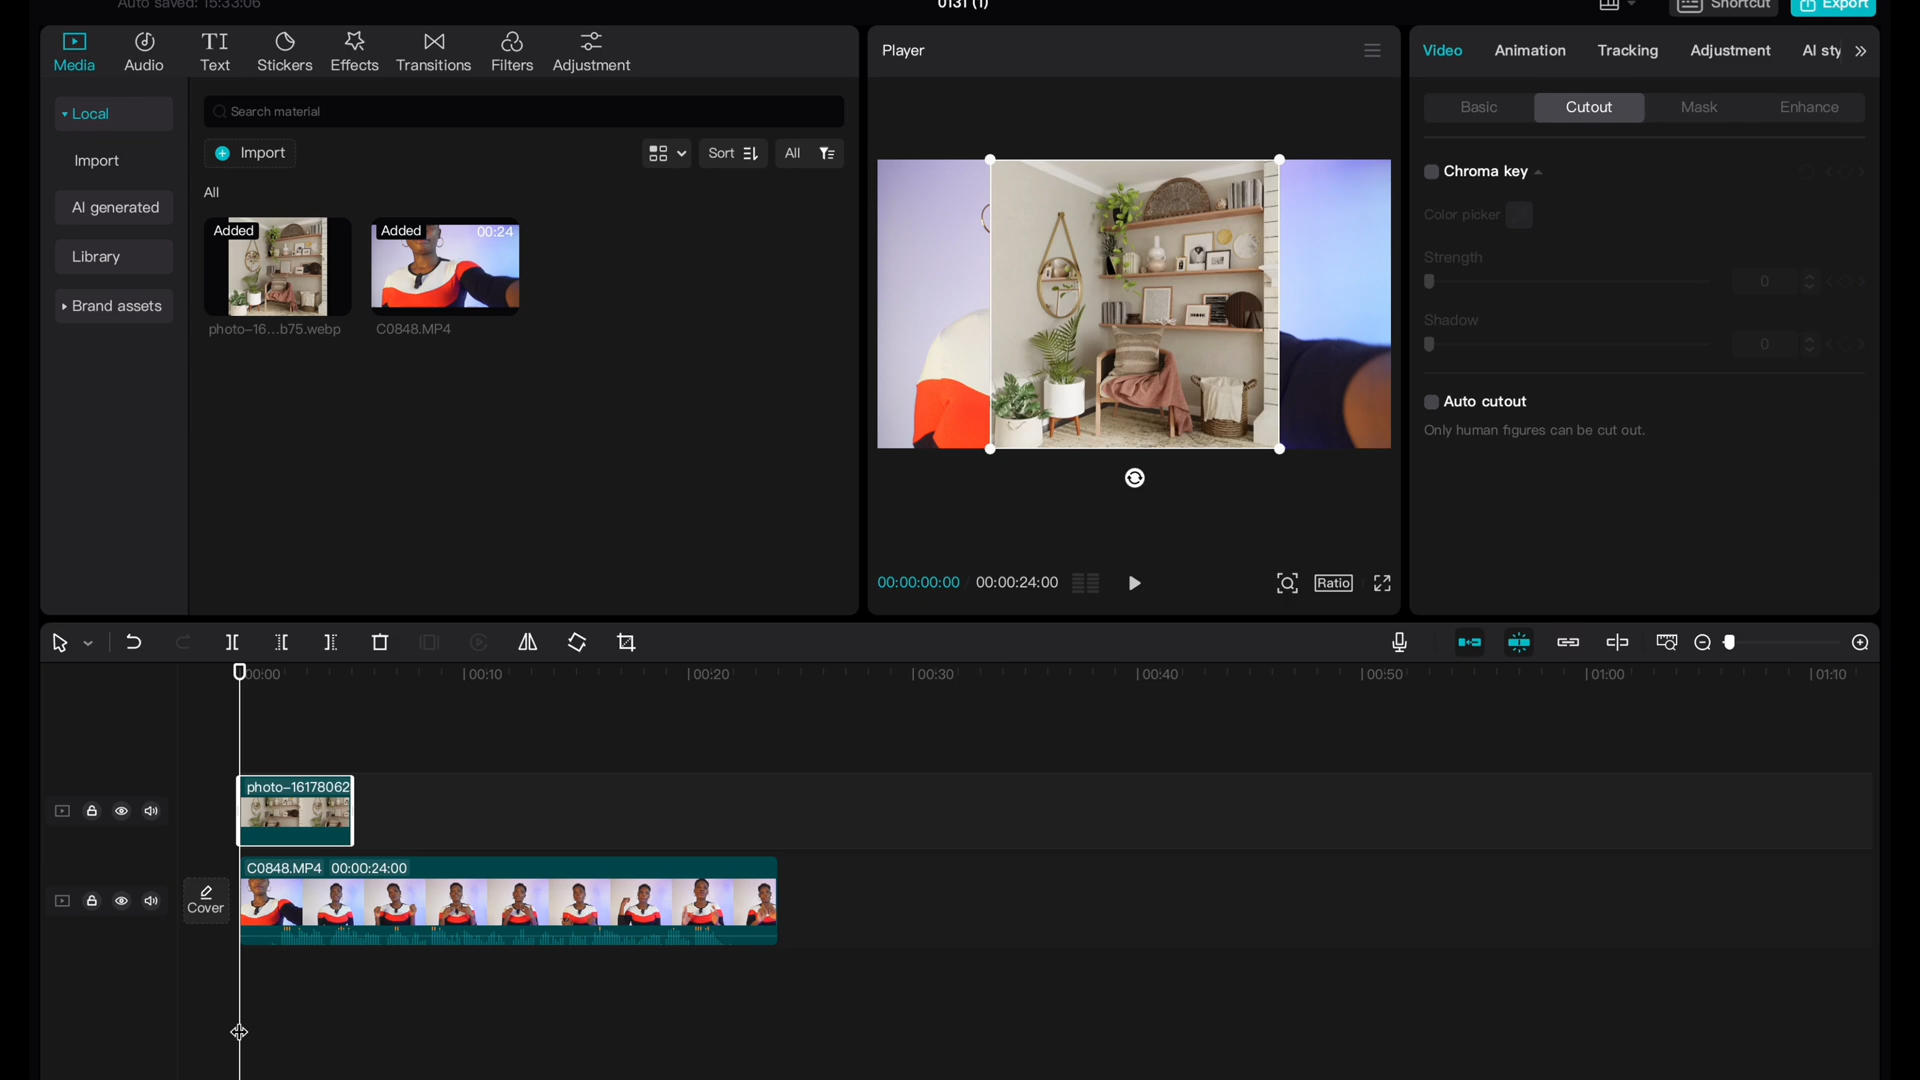 Auto saved: 15:33:06
0131 (1)
Shortcut
Export
Media
Audio
Text
Stickers
Effects
Transitions
Filters
Adjustment
Local
Import
AI generated
Library
Brand assets
Search material
Import
Sort
All
All
Added
photo-16...b75.webp
Added
00:24
C0848.MP4
Player
00:00:00:00
00:00:24:00
Ratio
Video
Animation
Tracking
Adjustment
AI sty
Basic
Cutout
Mask
Enhance
Chroma key
Color picker
Strength
0
Shadow
0
Auto cutout
Only human figures can be cut out.
00:00
00:10
00:20
00:30
00:40
00:50
01:00
01:10
photo-16178062
Cover
C0848.MP4 00:00:24:00